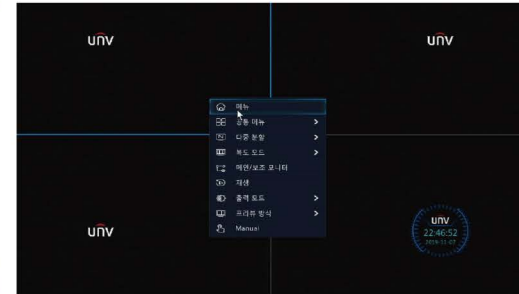 unv
unv
메뉴
공통 메뉴
다중 분할
복도 모드
메인/보조 모니터
재생
출력 모드
프리뷰 방식
Manual
unv
unv
22:46:52